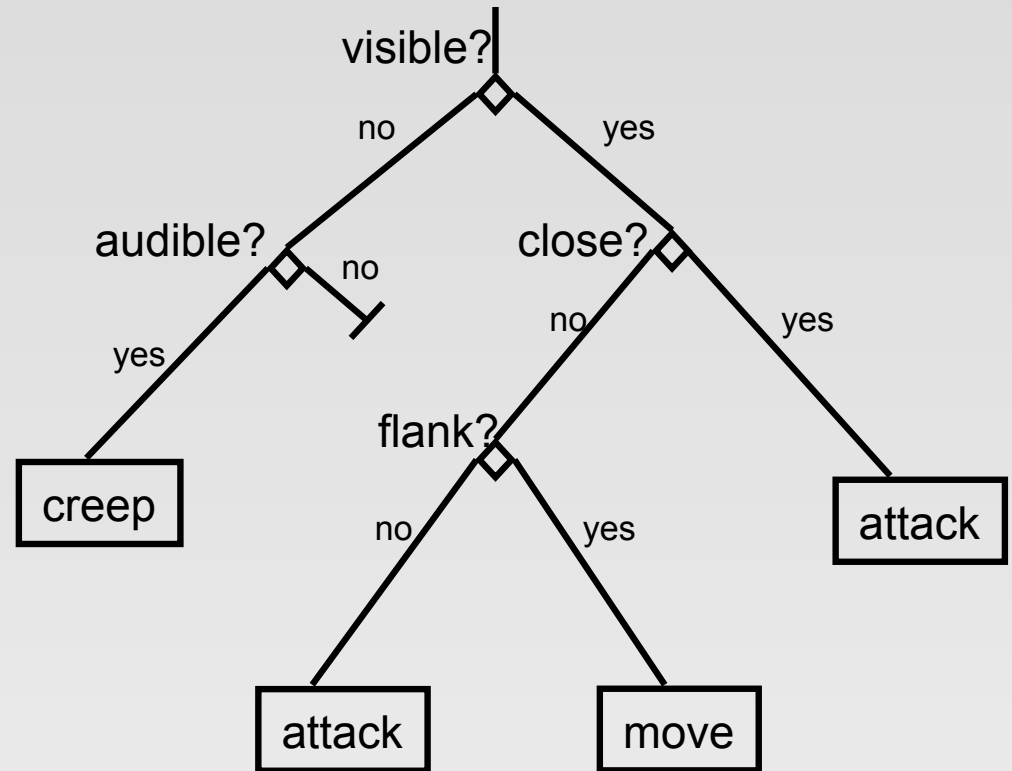 visible?
no
yes
audible?
no
close?
yes
no
yes
flank?
creep
no
yes
attack
attack
move